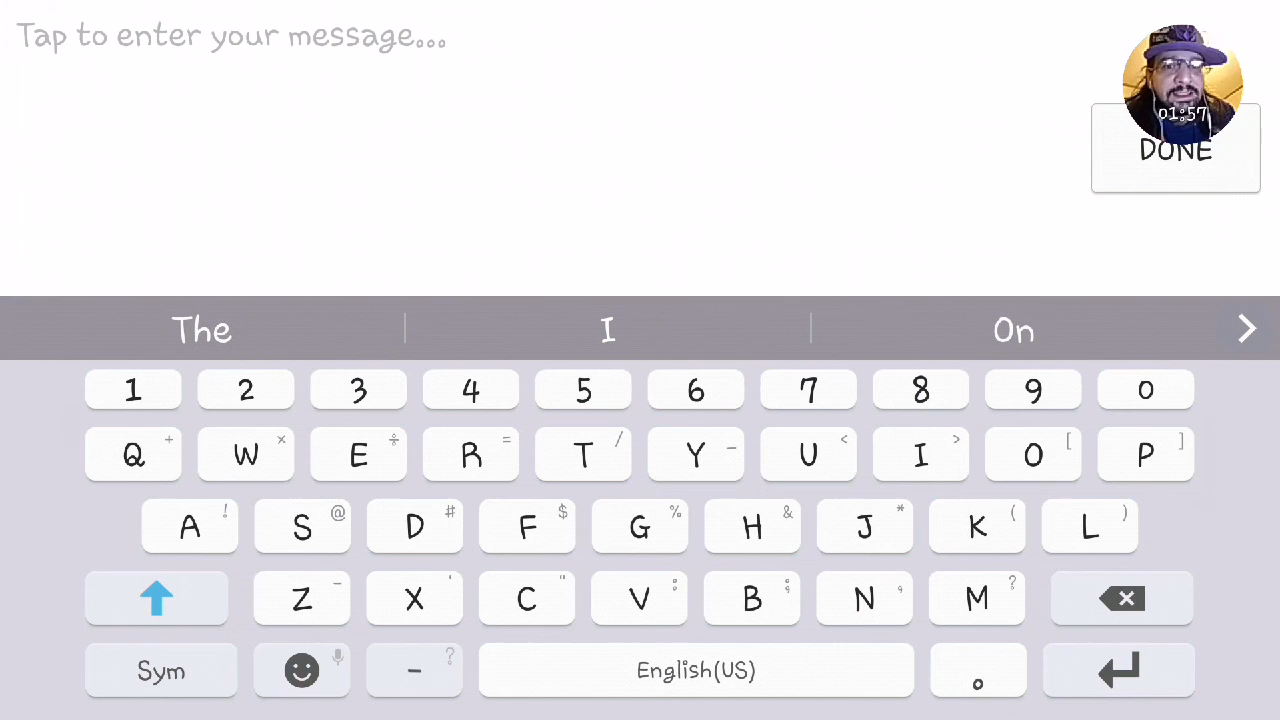 Tap to enter your message...
01:57
DONE
The I On
1 2 3 4 5 6 7 8 9 0
Q + W × E ÷ R = T / Y _ U < I > O [ P ]
A ! S @ D # F $ G % H & J * K ( L )
Z - X ' C " V : B ; N , M ?
Sym - ? English(US) .